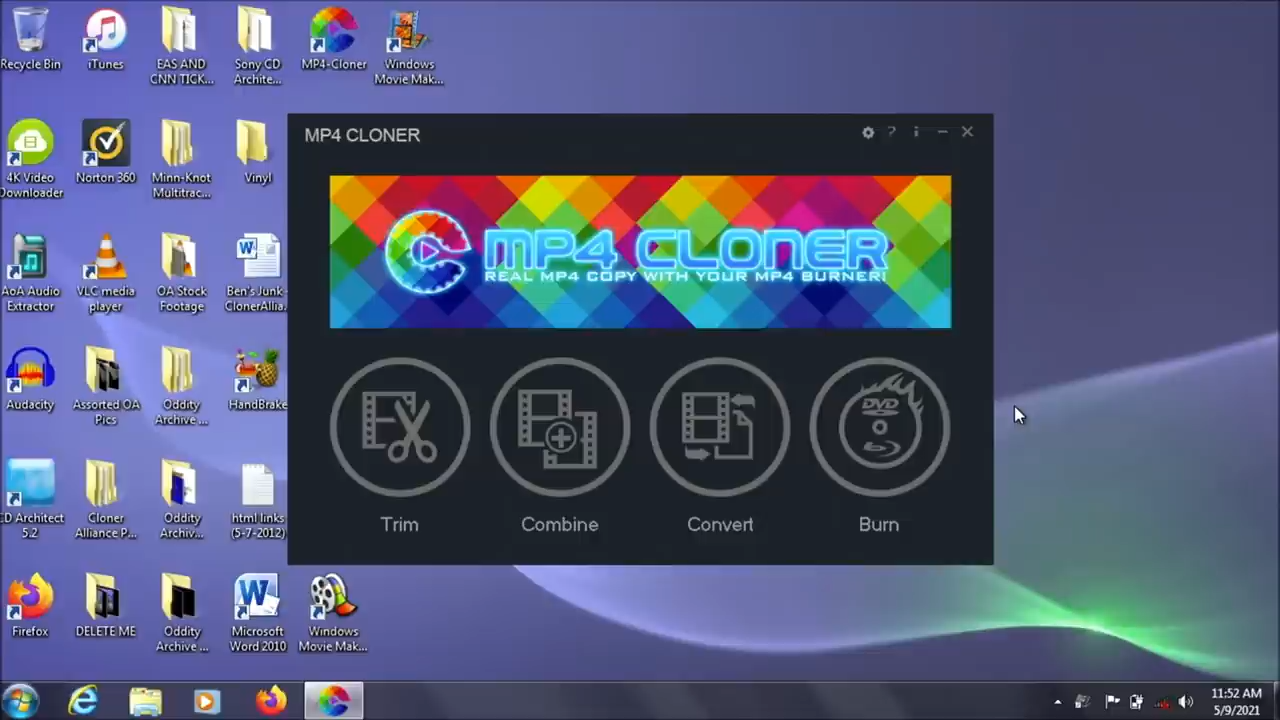 Recycle Bin
iTunes
EAS AND
CNN TICK...
Sony CD
Archite...
MP4-Cloner
Windows
Movie Mak...
4K Video
Downloader
Norton 360
Minn-Knot
Multitrac...
Vinyl
AoA Audio
Extractor
VLC media
player
OA Stock
Footage
Ben's Junk -
ClonerAllia...
Audacity
Assorted OA
Pics
Oddity
Archive ...
HandBrake
CD Architect
5.2
Cloner
Alliance P...
Oddity
Archiv...
html links
(5-7-2012)
Firefox
DELETE ME
Oddity
Archive ...
Microsoft
Word 2010
Windows
Movie Mak...
MP4 CLONER
MP4 CLONER
REAL MP4 COPY WITH YOUR MP4 BURNER!
DVD
Trim
Combine
Convert
Burn
11:52 AM
5/9/2021